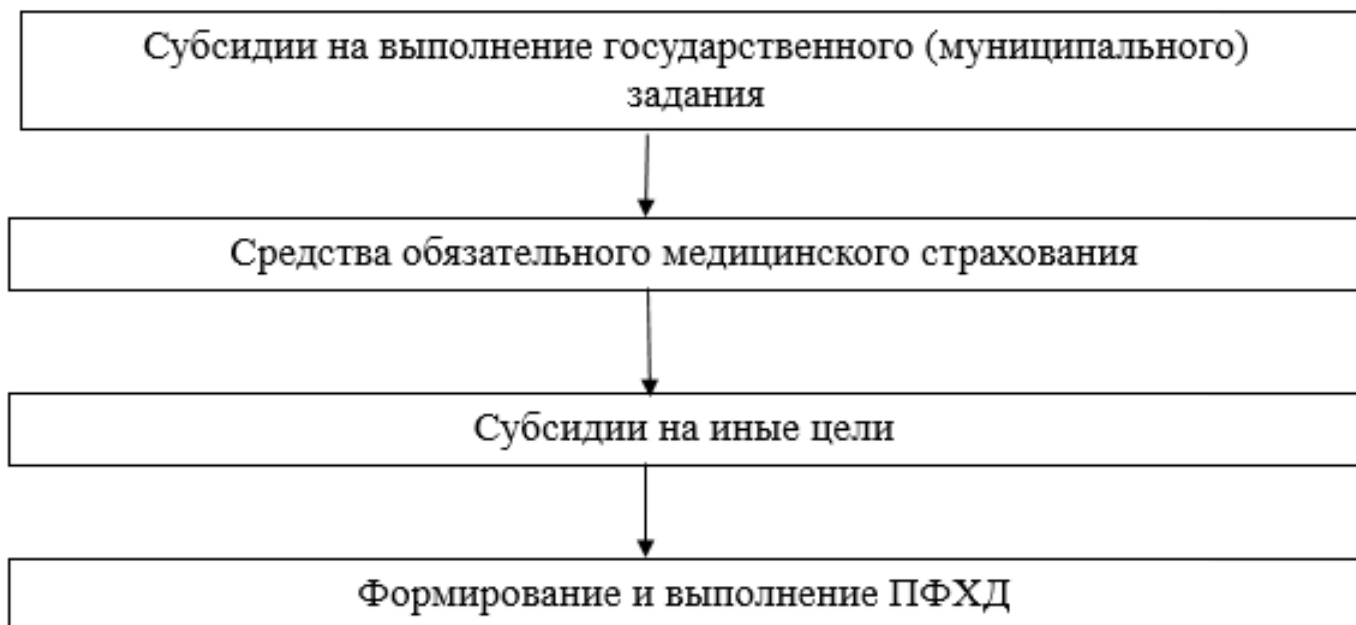 Субсидии на выполнение государственного (муниципального)
задания
Средства обязательного медицинского страхования
Субсидии на иные цели
Формирование и выполнение ПФХД